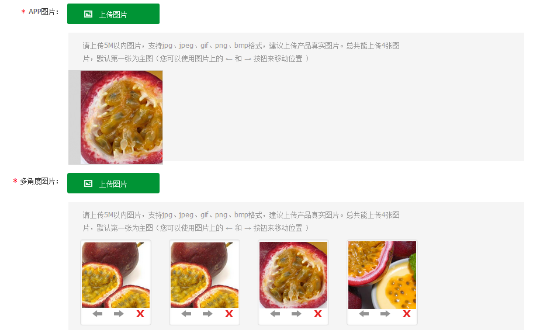 * APP图片：
上传图片
请上传5M以内图片，支持jpg、jpeg、gif、png、bmp格式，建议上传产品真实图片，总共能上传4张图
片，默认第一张为主图（您可以使用图片上的 ← 和 → 按钮来移动位置 ）
* 多角度图片：
上传图片
请上传5M以内图片，支持jpg、jpeg、gif、png、bmp格式，建议上传产品真实图片，总共能上传4张图
片，默认第一张为主图（您可以使用图片上的 ← 和 → 按钮来移动位置 ）